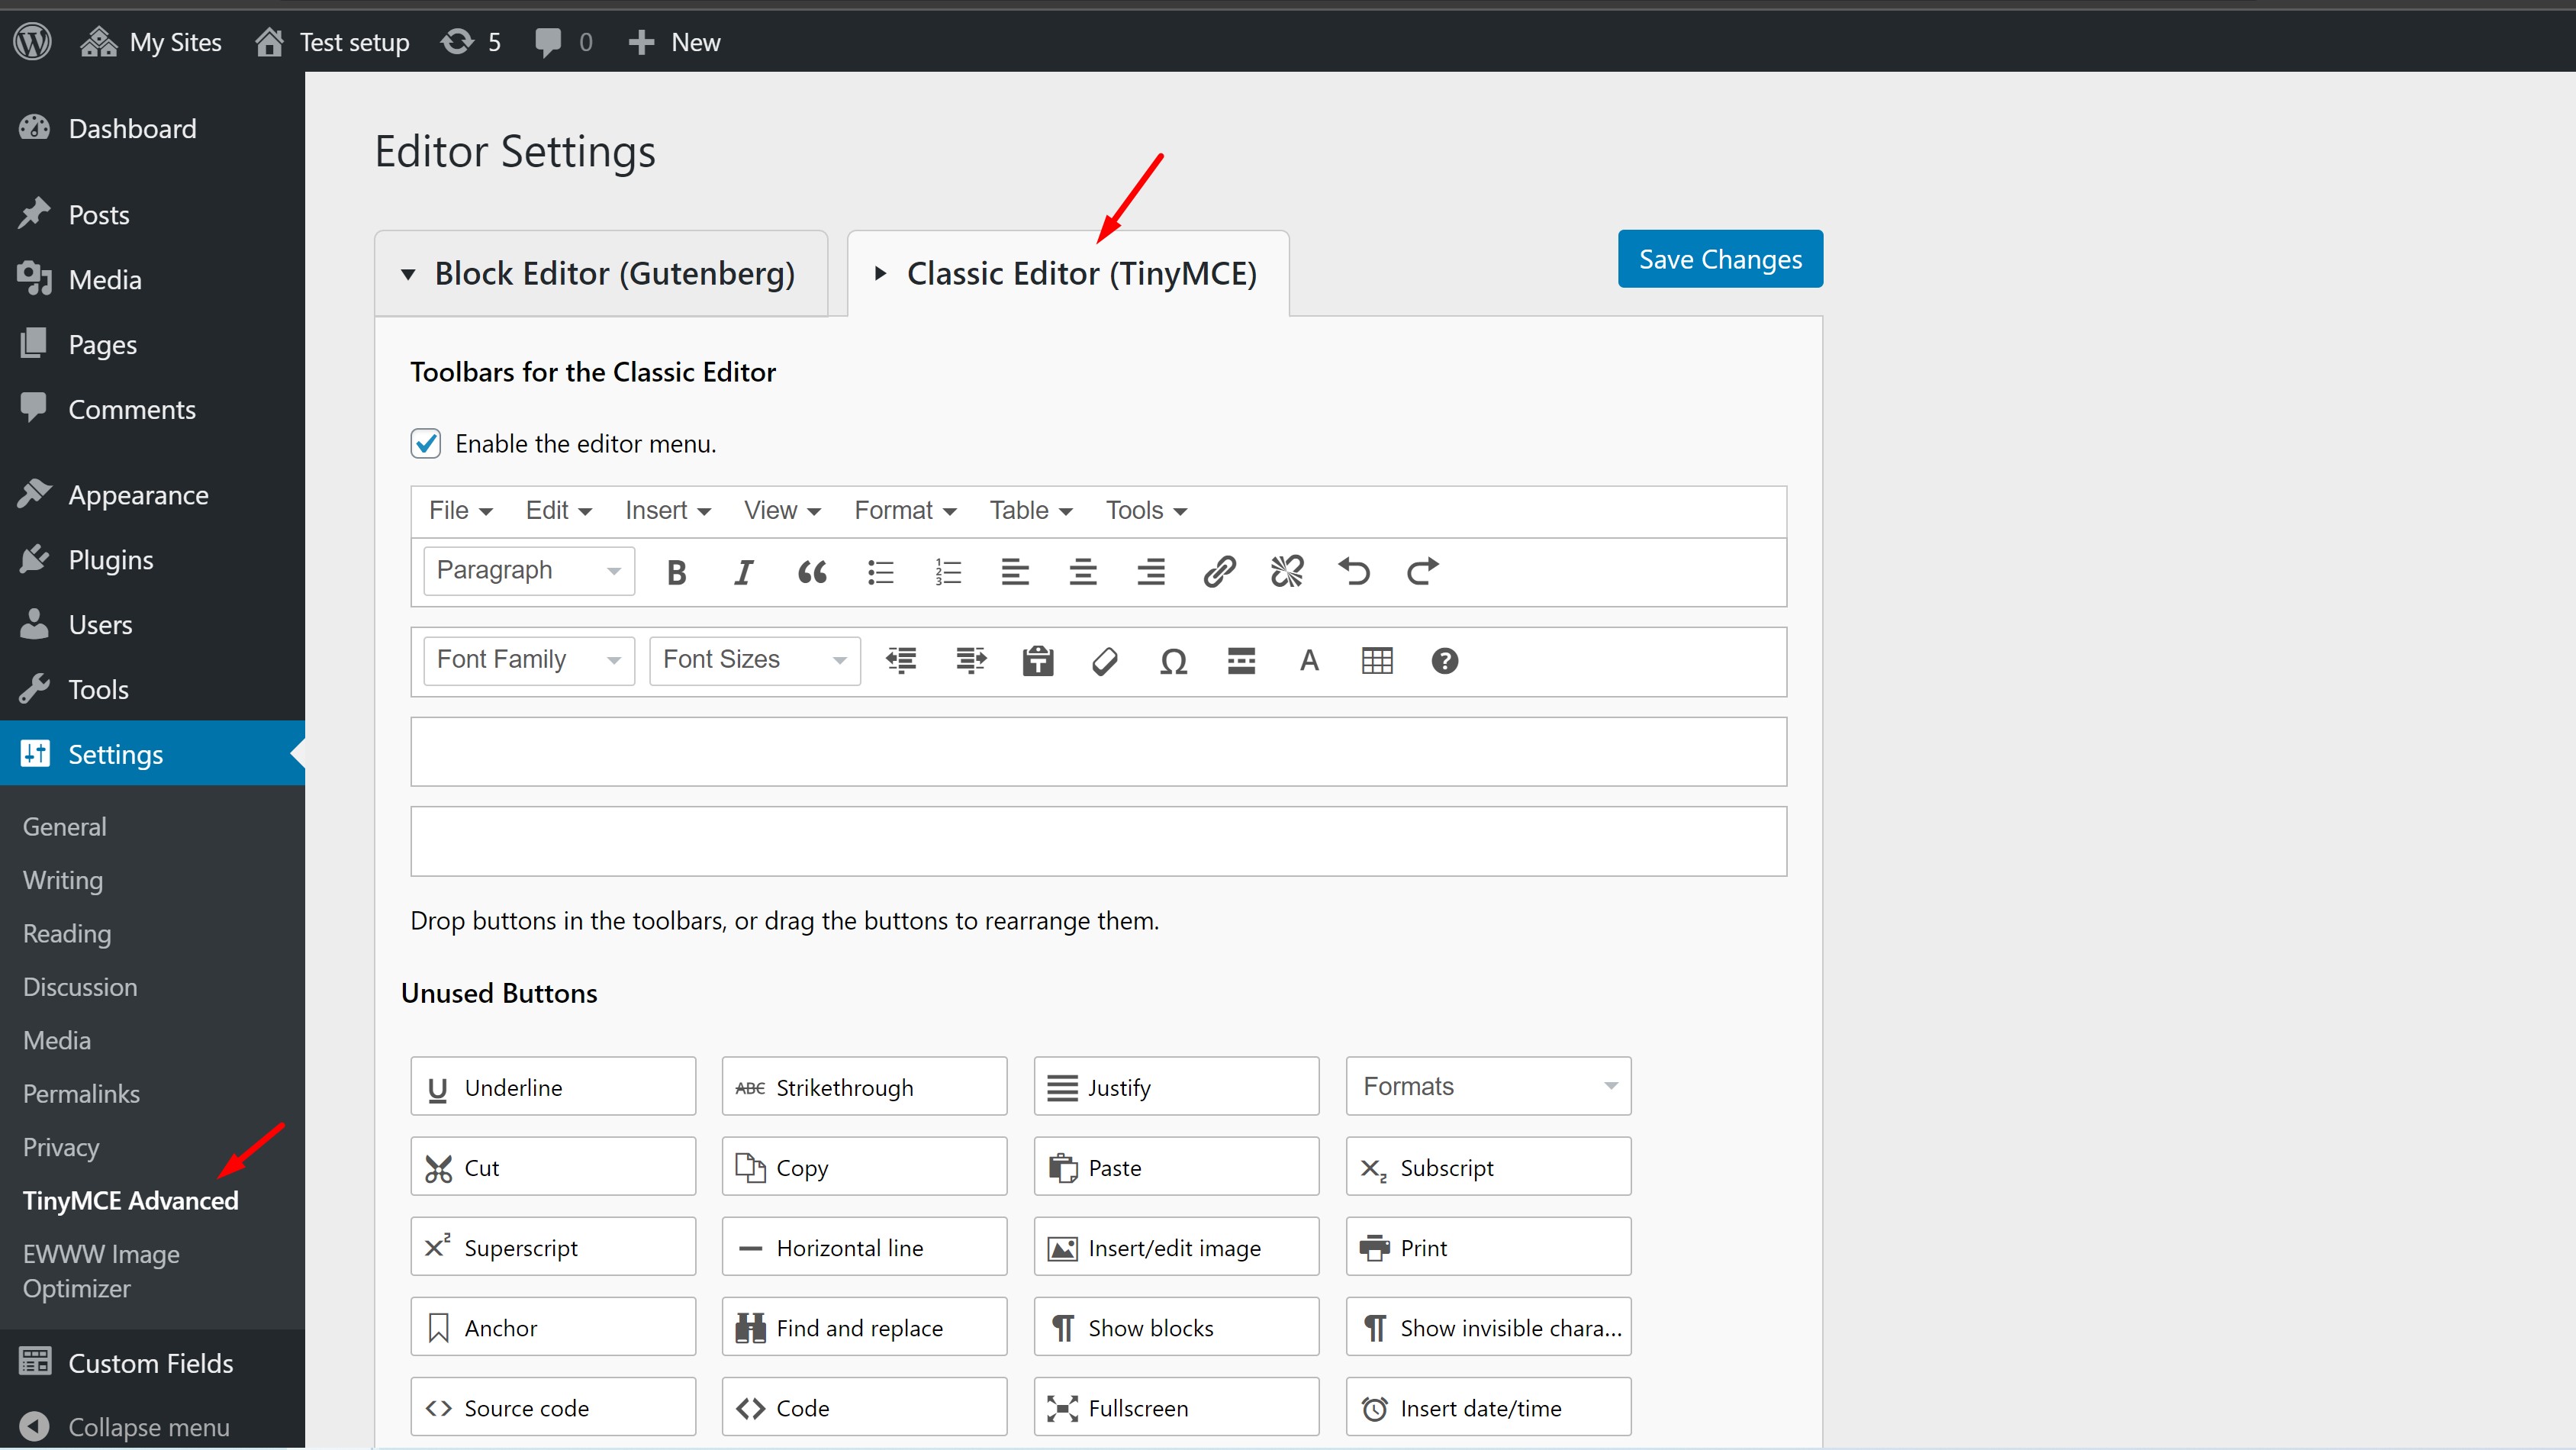 My Sites Test setup 5 0 New
Dashboard
Posts
Media
Pages
Comments
Appearance
Plugins
Users
Tools
Settings
General
Writing
Reading
Discussion
Media
Permalinks
Privacy
TinyMCE Advanced
EWWW Image
Optimizer
Custom Fields
Collapse menu
Editor Settings
Block Editor (Gutenberg) Classic Editor (TinyMCE) Save Changes
Toolbars for the Classic Editor
Enable the editor menu.
File Edit Insert View Format Table Tools
Paragraph B I
Font Family Font Sizes T Ω A ?
Drop buttons in the toolbars, or drag the buttons to rearrange them.
Unused Buttons
U Underline ABC Strikethrough Justify Formats
Cut Copy Paste X2 Subscript
X2 Superscript Horizontal line Insert/edit image Print
Anchor Find and replace ¶ Show blocks ¶ Show invisible chara...
<> Source code <> Code Fullscreen Insert date/time